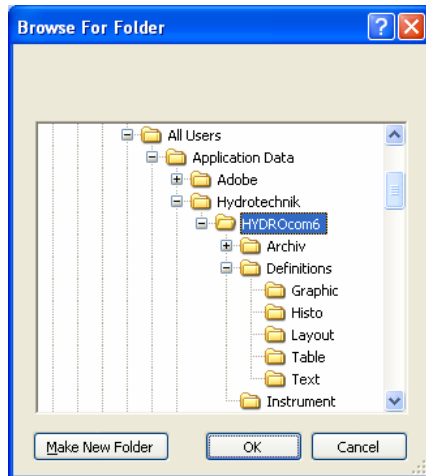 Browse For Folder
All Users
Application Data
Adobe
Hydrotechnik
HYDROcom6
Archiv
Definitions
Graphic
Histo
Layout
Table
Text
Instrument
Make New Folder
OK
Cancel